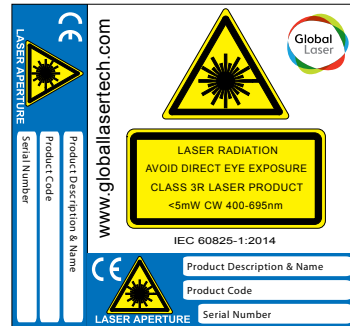 LASER APERTURE
CE
Product Description & Name
Product Code
Serial Number
www.globallasertech.com
Global
Laser
LASER RADIATION
AVOID DIRECT EYE EXPOSURE
CLASS 3R LASER PRODUCT
<5mW CW 400-695nm
IEC 60825-1:2014
CE
LASER APERTURE
Product Description & Name
Product Code
Serial Number